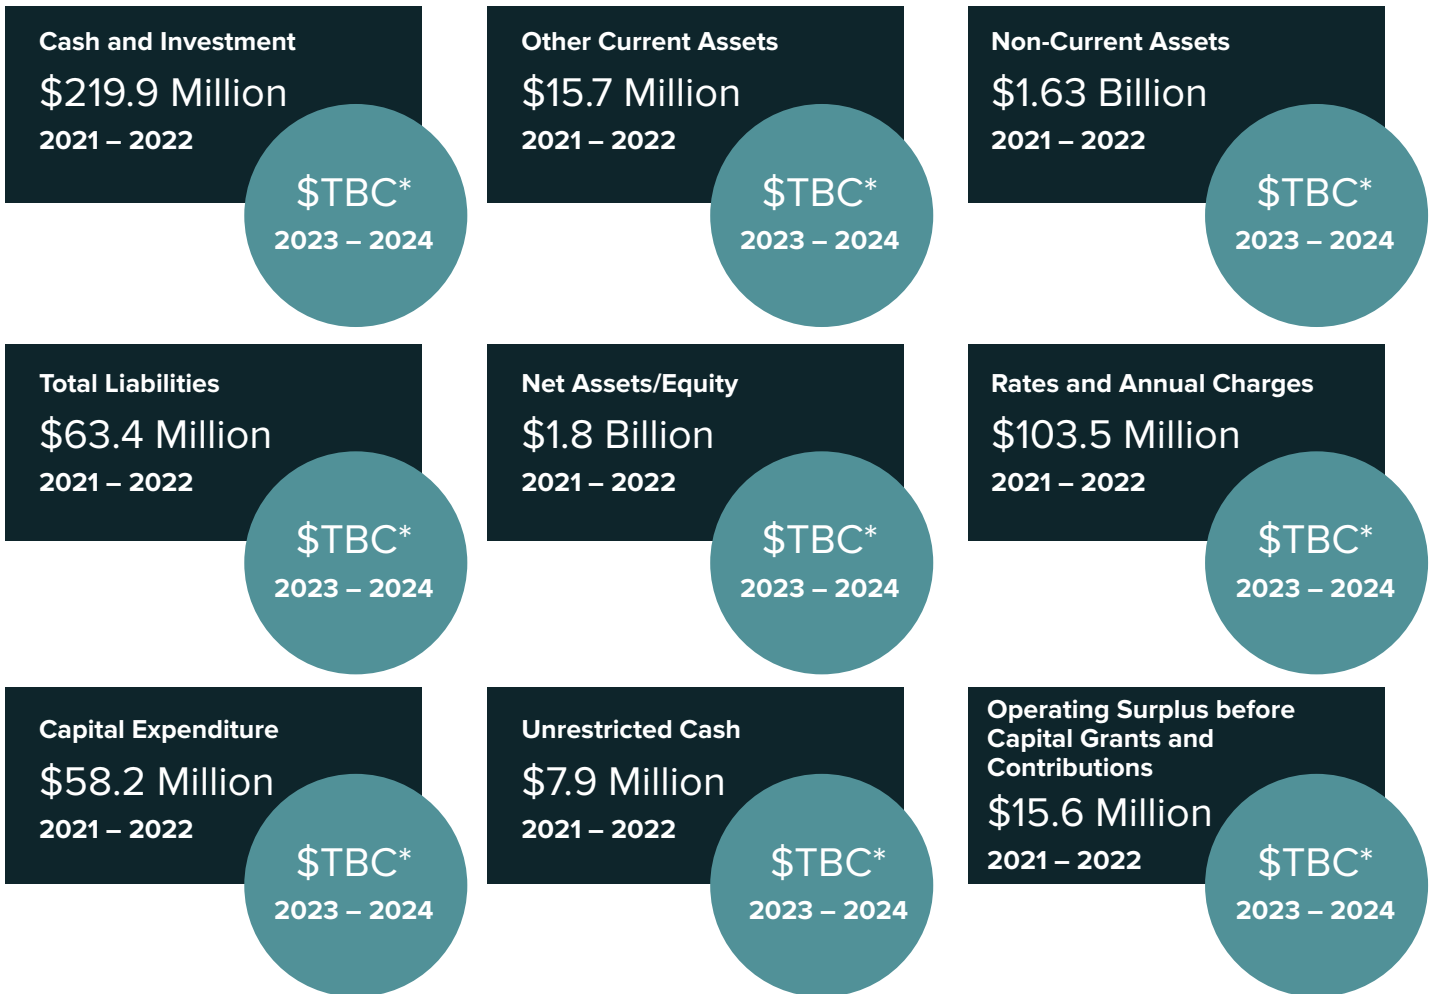 Cash and Investment
$219.9 Million
2021 – 2022
$TBC*
2023 – 2024
Other Current Assets
$15.7 Million
2021 – 2022
$TBC*
2023 – 2024
Non-Current Assets
$1.63 Billion
2021 – 2022
$TBC*
2023 – 2024
Total Liabilities
$63.4 Million
2021 – 2022
$TBC*
2023 – 2024
Net Assets/Equity
$1.8 Billion
2021 – 2022
$TBC*
2023 – 2024
Rates and Annual Charges
$103.5 Million
2021 – 2022
$TBC*
2023 – 2024
Capital Expenditure
$58.2 Million
2021 – 2022
$TBC*
2023 – 2024
Unrestricted Cash
$7.9 Million
2021 – 2022
$TBC*
2023 – 2024
Operating Surplus before
Capital Grants and
Contributions
$15.6 Million
2021 – 2022
$TBC*
2023 – 2024